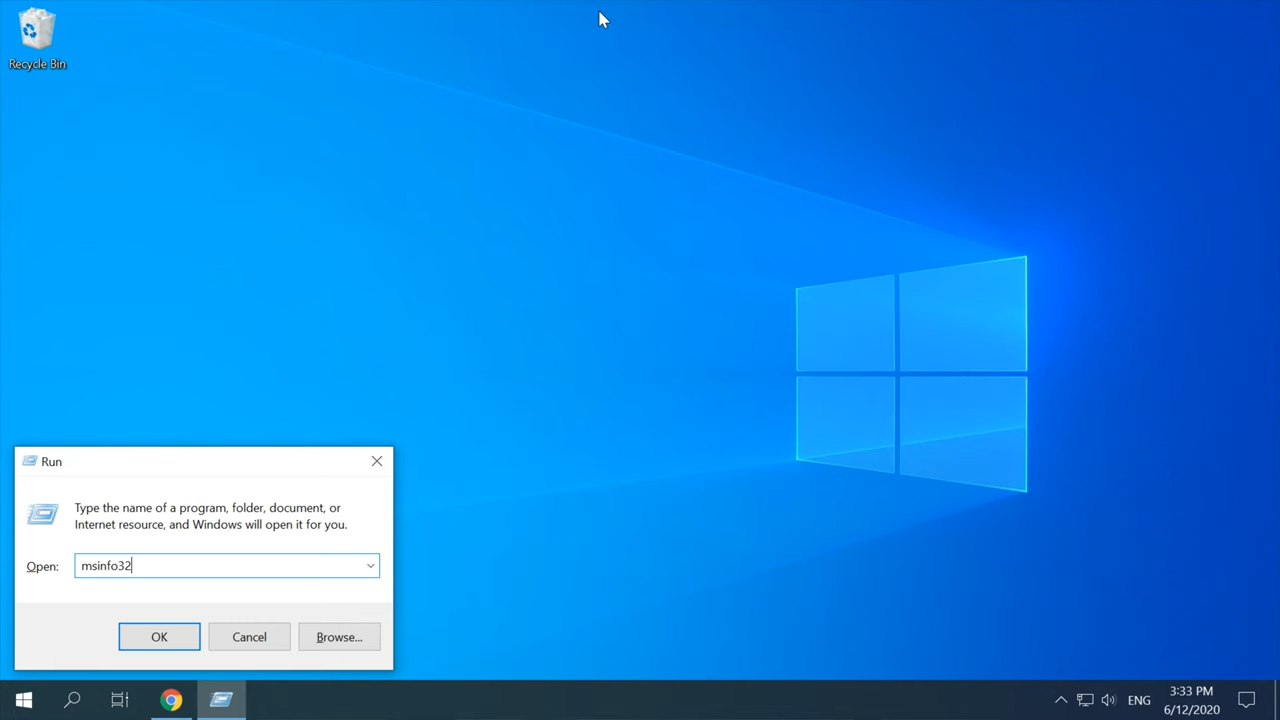 Recycle Bin
Run
Type the name of a program, folder, document, or
Internet resource, and Windows will open it for you.
Open: msinfo32
OK Cancel Browse...
ENG
3:33 PM
6/12/2020